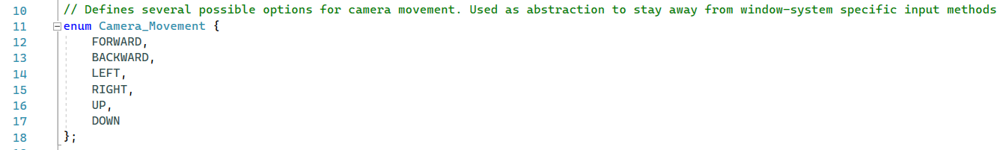 10 // Defines several possible options for camera movement. Used as abstraction to stay away from window-system specific input methods
11 enum Camera_Movement {
12     FORWARD,
13     BACKWARD,
14     LEFT,
15     RIGHT,
16     UP,
17     DOWN
18 };